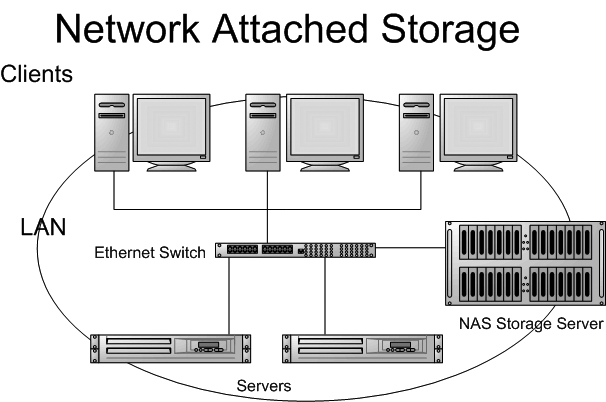 Network Attached Storage
Clients
LAN
Ethernet Switch
NAS Storage Server
Servers